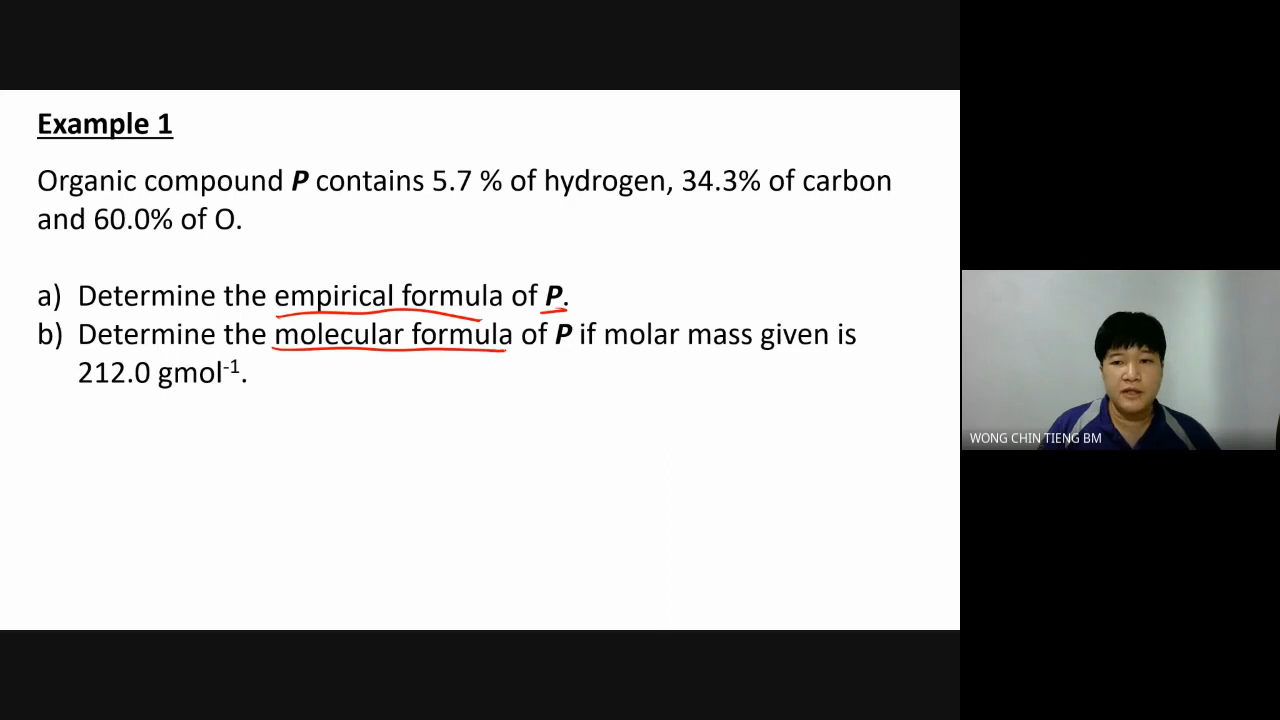 Example 1
Organic compound P contains 5.7 % of hydrogen, 34.3% of carbon
and 60.0% of O.
a) Determine the empirical formula of P.
b) Determine the molecular formula of P if molar mass given is
212.0 gmol⁻¹.
WONG CHIN TIENG BM